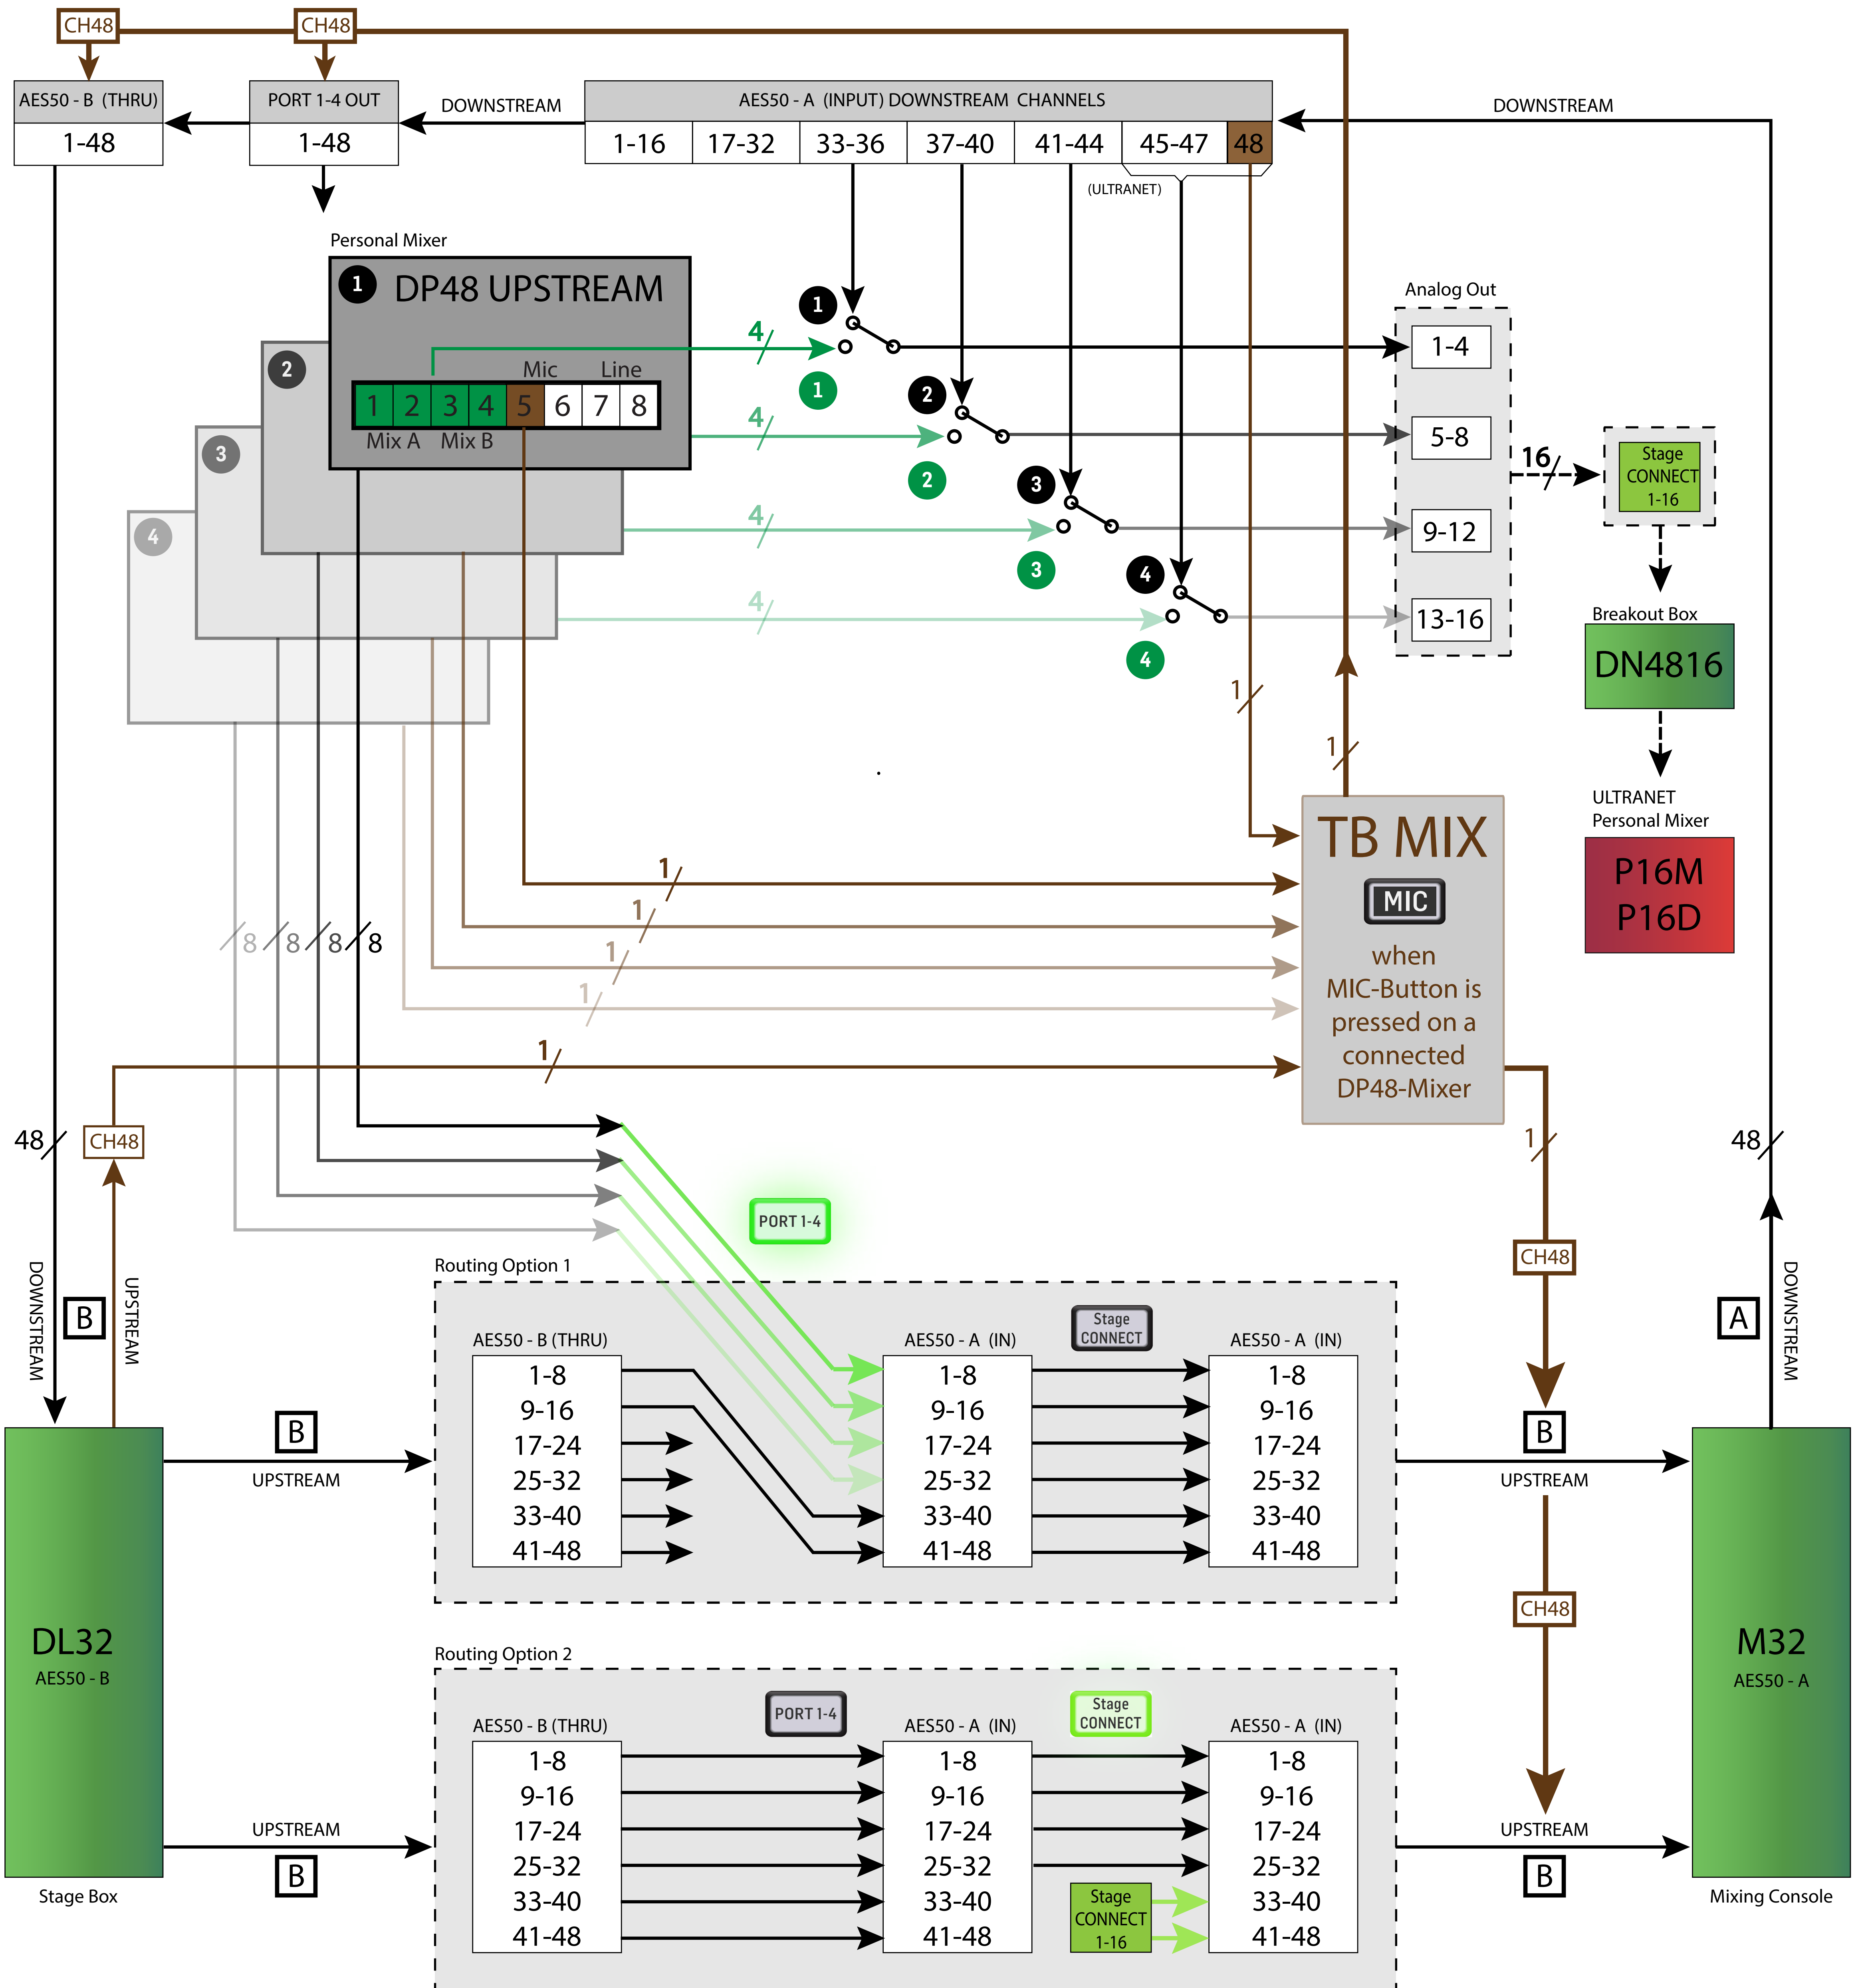 CH48
CH48
AES50 - B (THRU)
1-48
PORT 1-4 OUT
1-48
DOWNSTREAM
AES50 - A (INPUT) DOWNSTREAM CHANNELS
1-16 17-32 33-36 37-40 41-44 45-47 48
(ULTRANET)
DOWNSTREAM
Personal Mixer
1 DP48 UPSTREAM
Mic Line
1 2 3 4 5 6 7 8
Mix A Mix B
2
3
4
4
4
4
4
1
1
2
2
3
3
4
4
Analog Out
1-4
5-8
9-12
13-16
16
Stage
CONNECT
1-16
Breakout Box
DN4816
ULTRANET
Personal Mixer
P16M
P16D
1
1
TB MIX
MIC
when
MIC-Button is
pressed on a
connected
DP48-Mixer
1
1
1
1
8 8 8 8
1
48
CH48
1
48
PORT 1-4
CH48
DOWNSTREAM
B
UPSTREAM
A
DOWNSTREAM
Routing Option 1
Stage
CONNECT
AES50 - B (THRU)
1-8
9-16
17-24
25-32
33-40
41-48
AES50 - A (IN)
1-8
9-16
17-24
25-32
33-40
41-48
AES50 - A (IN)
1-8
9-16
17-24
25-32
33-40
41-48
B
UPSTREAM
B
UPSTREAM
CH48
DL32
AES50 - B
Stage Box
M32
AES50 - A
Mixing Console
Routing Option 2
PORT 1-4
Stage
CONNECT
AES50 - B (THRU)
1-8
9-16
17-24
25-32
33-40
41-48
AES50 - A (IN)
1-8
9-16
17-24
25-32
33-40
41-48
Stage
CONNECT
1-16
AES50 - A (IN)
1-8
9-16
17-24
25-32
33-40
41-48
UPSTREAM
B
UPSTREAM
B